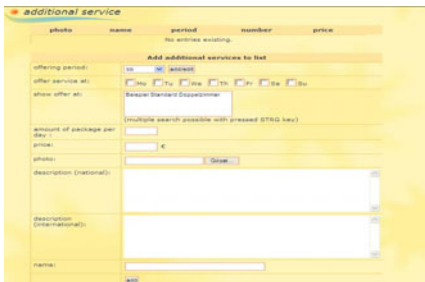 additional service
photo name period number price
No entries existing.
Add additional services to list
offering period:
offer service at: Mo Tu We Th Fr Sa Su
show offer at: Beispiel Standard Doppelzimmer
(multiple search possible with pressed STRG key)
amount of package per
day :
price: €
photo:
description (national):
description
(international):
name:
add